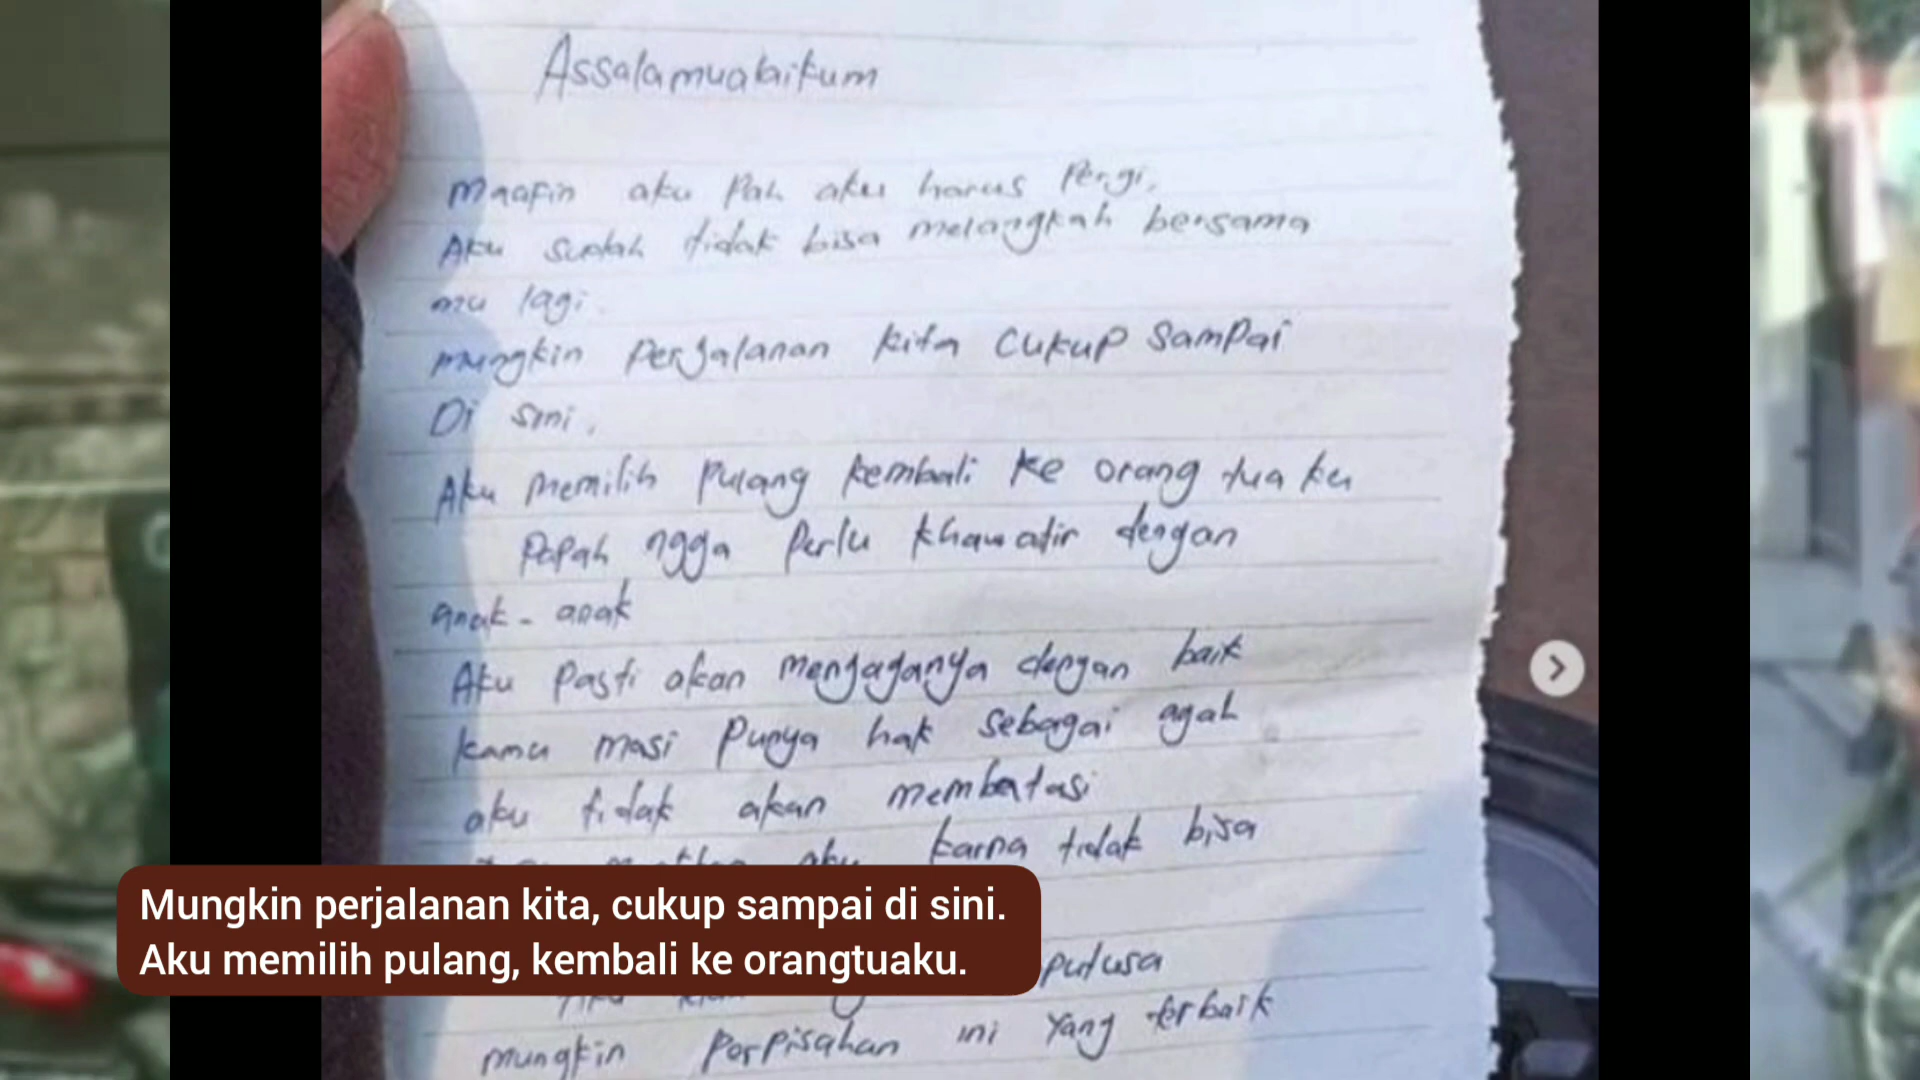 Assalamualaikum
Maafin aku Pah aku harus Pergi,
Aku sudah tidak bisa melangkah bersama
mu lagi.
mungkin Perjalanan kita cukup sampai
Di sini.
Aku memilih pulang kembali ke orang tua ku
Papah ngga Perlu khawatir dengan
anak-anak
Aku Pasti akan menjaganya dengan baik
kamu masi punya hak sebagai ayah
aku tidak akan membatasi
aku karna tidak bisa
putusa
mungkin Perpisahan ini yang terbaik
Mungkin perjalanan kita, cukup sampai di sini.
Aku memilih pulang, kembali ke orangtuaku.